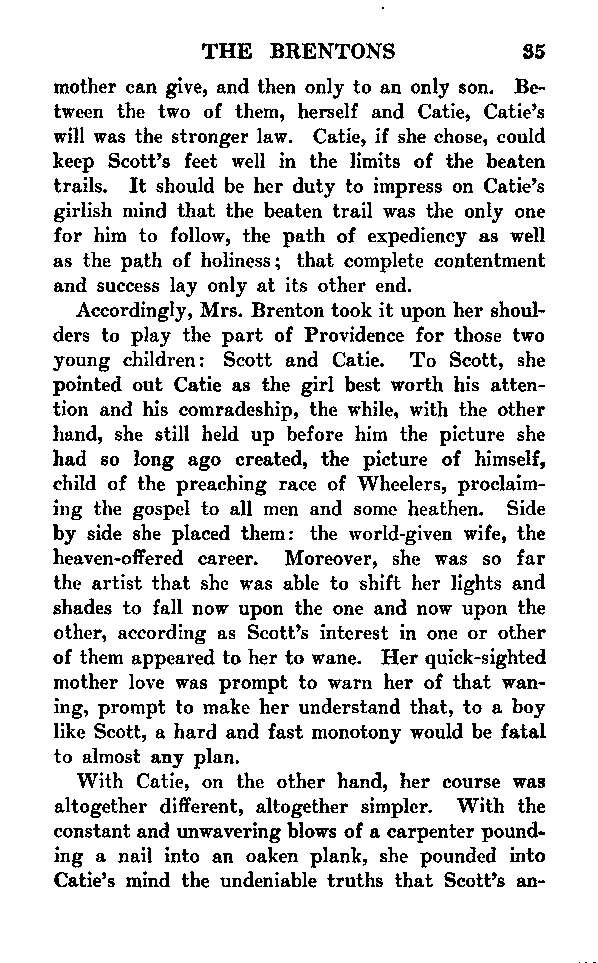 THE BRENTONS 35
mother can give, and then only to an only son. Be-
tween the two of them, herself and Catie, Catie's
will was the stronger law. Catie, if she chose, could
keep Scott's feet well in the limits of the beaten
trails. It should be her duty to impress on Catie's
girlish mind that the beaten trail was the only one
for him to follow, the path of expediency as well
as the path of holiness; that complete contentment
and success lay only at its other end.
Accordingly, Mrs. Brenton took it upon her shoul-
ders to play the part of Providence for those two
young children: Scott and Catie. To Scott, she
pointed out Catie as the girl best worth his atten-
tion and his comradeship, the while, with the other
hand, she still held up before him the picture she
had so long ago created, the picture of himself,
child of the preaching race of Wheelers, proclaim-
ing the gospel to all men and some heathen. Side
by side she placed them: the world-given wife, the
heaven-offered career. Moreover, she was so far
the artist that she was able to shift her lights and
shades to fall now upon the one and now upon the
other, according as Scott's interest in one or other
of them appeared to her to wane. Her quick-sighted
mother love was prompt to warn her of that wan-
ing, prompt to make her understand that, to a boy
like Scott, a hard and fast monotony would be fatal
to almost any plan.
With Catie, on the other hand, her course was
altogether different, altogether simpler. With the
constant and unwavering blows of a carpenter pound-
ing a nail into an oaken plank, she pounded into
Catie's mind the undeniable truths that Scott's an-